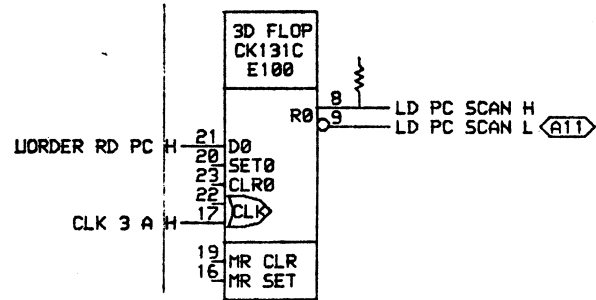 3D FLOP
CK131C
E100
8
R0
LD PC SCAN H
9
LD PC SCAN L A11
UORDER RD PC H 21 D0
20 SET0
23 CLR0
22
CLK
CLK 3 A H 17
19 MR CLR
16 MR SET